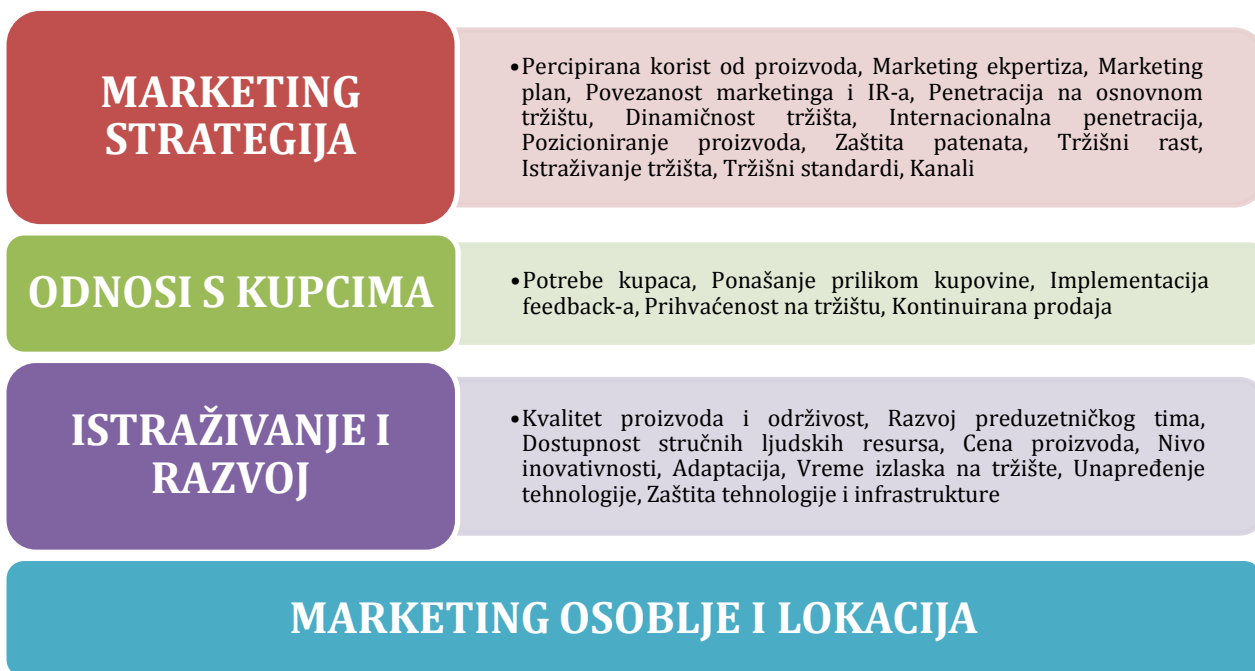 MARKETING
STRATEGIJA
•Percipirana korist od proizvoda, Marketing ekpertiza, Marketing
plan, Povezanost marketinga i IR-a, Penetracija na osnovnom
tržištu, Dinamičnost tržišta, Internacionalna penetracija,
Pozicioniranje proizvoda, Zaštita patenata, Tržišni rast,
Istraživanje tržišta, Tržišni standardi, Kanali
ODNOSI S KUPCIMA
•Potrebe kupaca, Ponašanje prilikom kupovine, Implementacija
feedback-a, Prihvaćenost na tržištu, Kontinuirana prodaja
ISTRAŽIVANJE I
RAZVOJ
•Kvalitet proizvoda i održivost, Razvoj preduzetničkog tima,
Dostupnost stručnih ljudskih resursa, Cena proizvoda, Nivo
inovativnosti, Adaptacija, Vreme izlaska na tržište, Unapređenje
tehnologije, Zaštita tehnologije i infrastrukture
MARKETING OSOBLJE I LOKACIJA